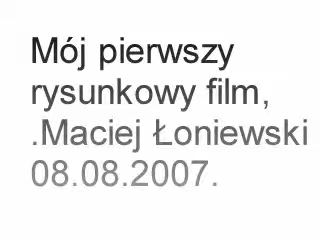 Mój pierwszy
rysunkowy film,
.Maciej Łoniewski
08.08.2007.